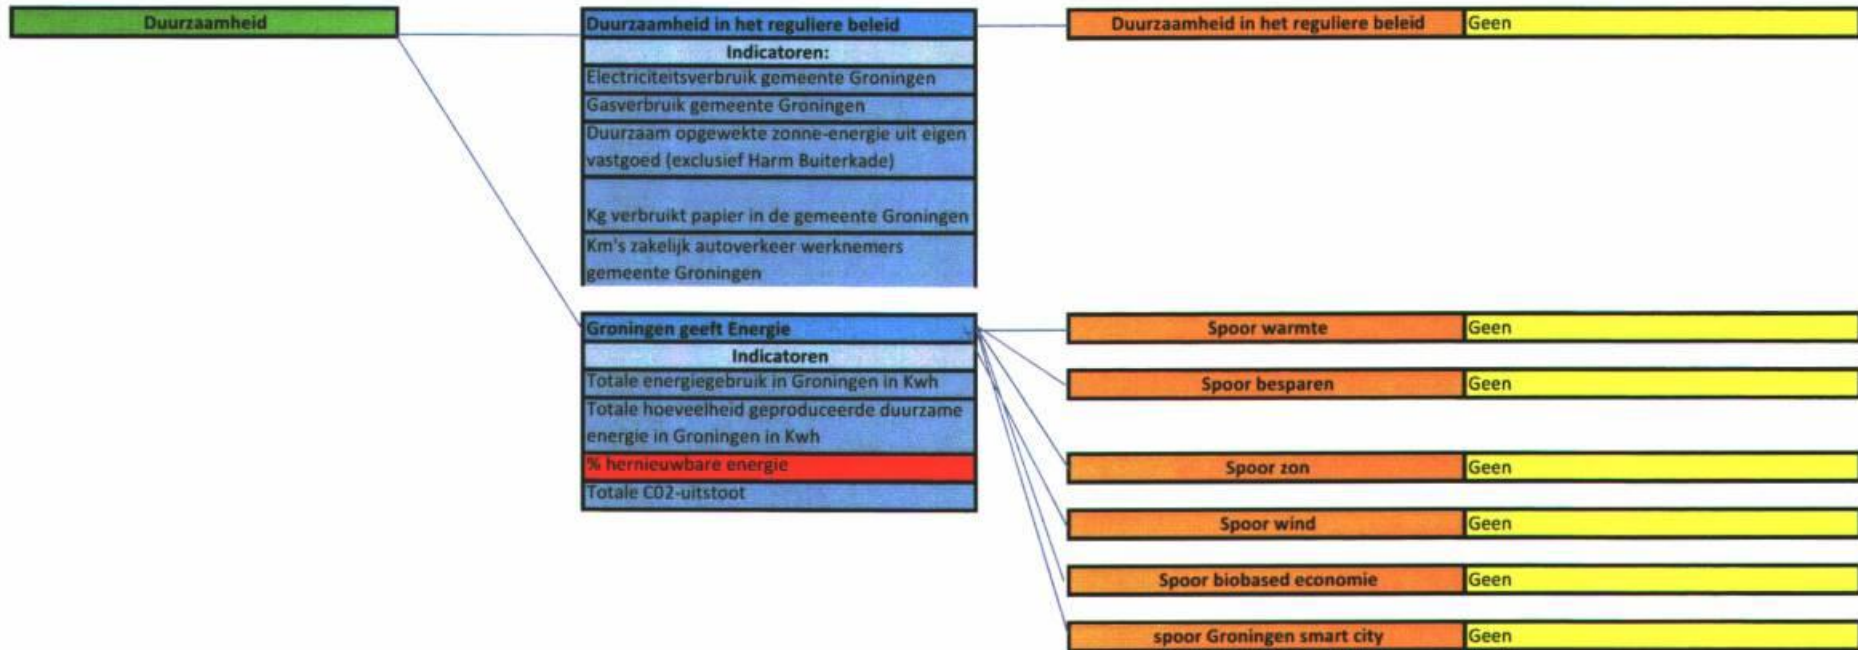 Duurzaamheid
Duurzaamheid in het reguliere beleid
Indicatoren:
Electriciteitsverbruik gemeente Groningen
Gasverbruik gemeente Groningen
Duurzaam opgewekte zonne-energie uit eigen
vastgoed (exclusief Harm Buiterkade)
Kg verbruikt papier in de gemeente Groningen
Km's zakelijk autoverkeer werknemers
gemeente Groningen
Duurzaamheid in het reguliere beleid Geen
Groningen geeft Energie
Indicatoren
Totale energiegebruik in Groningen in Kwh
Totale hoeveelheid geproduceerde duurzame
energie in Groningen in Kwh
% hernieuwbare energie
Totale C02-uitstoot
Spoor warmte Geen
Spoor besparen Geen
Spoor zon Geen
Spoor wind Geen
Spoor biobased economie Geen
spoor Groningen smart city Geen